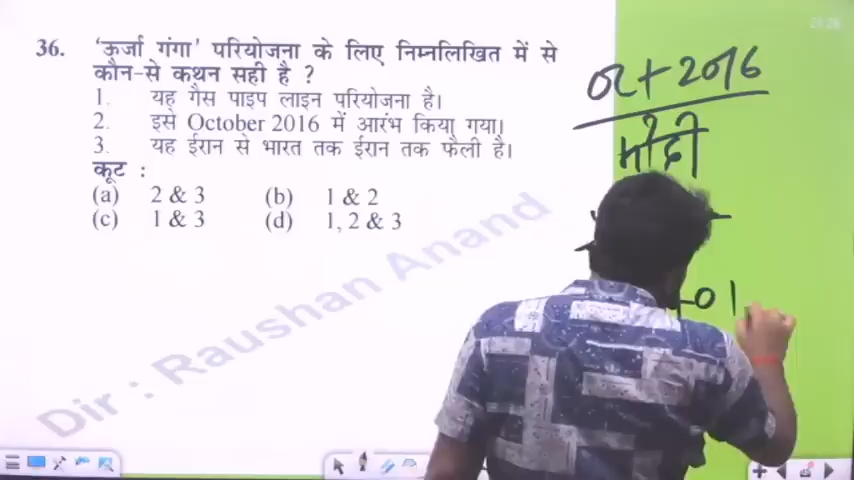 36. 'ऊर्जा गंगा' परियोजना के लिए निम्नलिखित में से
कौन-से कथन सही है ?
1. यह गैस पाइप लाइन परियोजना है।
2. इसे October 2016 में आरंभ किया गया।
3. यह ईरान से भारत तक ईरान तक फैली है।
कूट :
(a) 2 & 3 (b) 1 & 2
(c) 1 & 3 (d) 1, 2 & 3
Dir : Raushan Anand
2016
मोदी